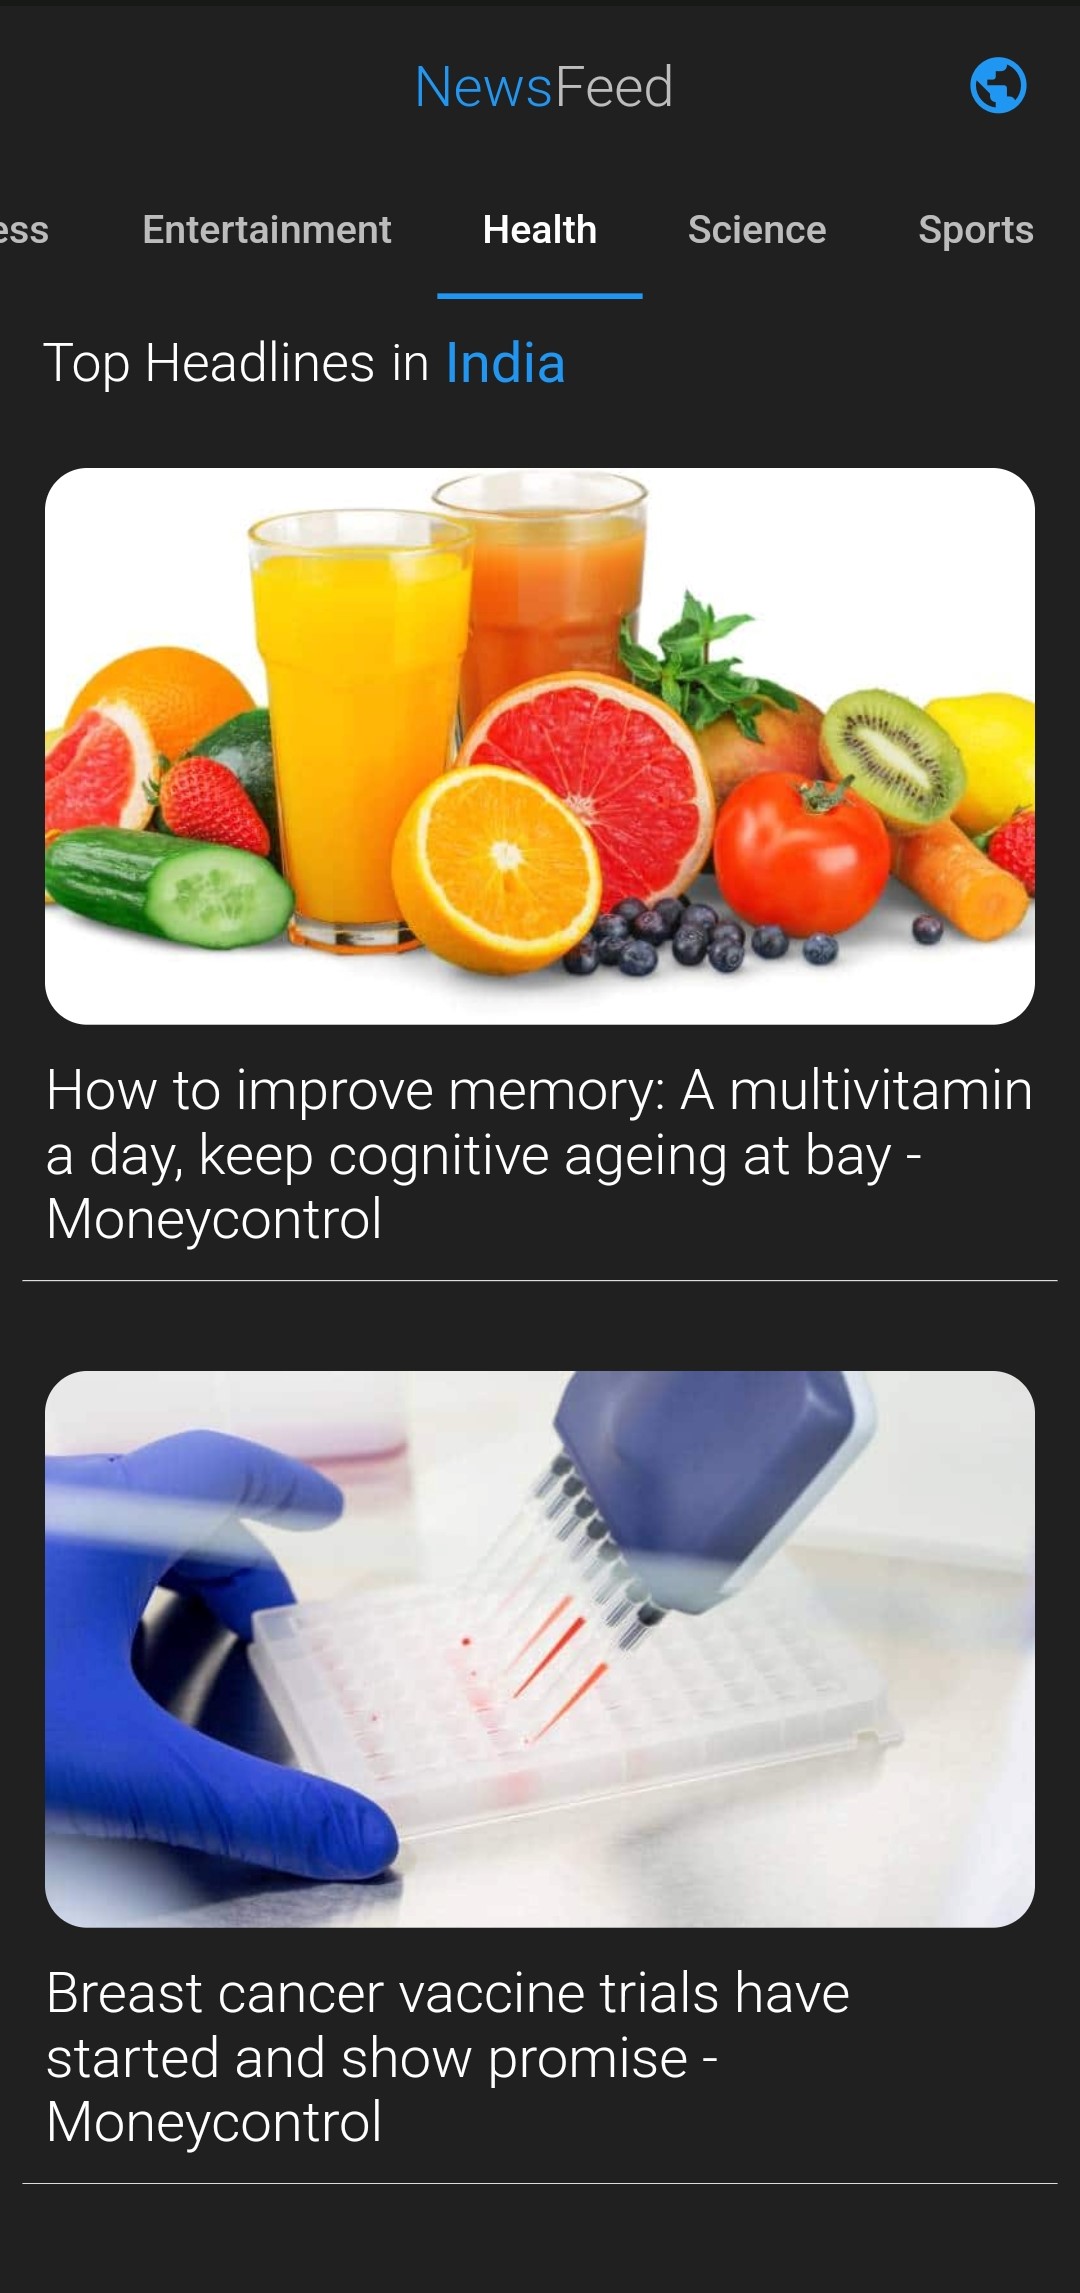 NewsFeed
ess Entertainment Health Science Sports
Top Headlines in India
How to improve memory: A multivitamin
a day, keep cognitive ageing at bay -
Moneycontrol
Breast cancer vaccine trials have
started and show promise -
Moneycontrol